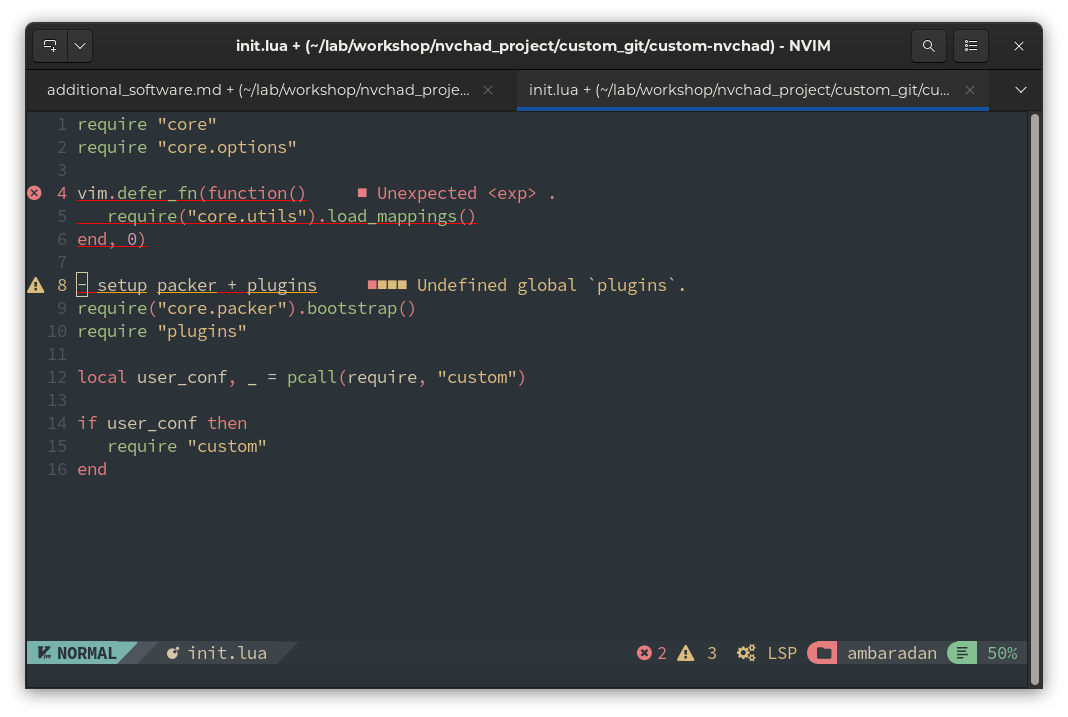 init.lua + (~/lab/workshop/nvchad_project/custom_git/custom-nvchad) - NVIM
additional_software.md + (~/lab/workshop/nvchad_proje... init.lua + (~/lab/workshop/nvchad_project/custom_git/cu...
1 require "core"
2 require "core.options"
3
4 vim.defer_fn(function() ■ Unexpected <exp> .
5    require("core.utils").load_mappings()
6 end, 0)
7
8 - setup packer + plugins ■■■■ Undefined global `plugins`.
9 require("core.packer").bootstrap()
10 require "plugins"
11
12 local user_conf, _ = pcall(require, "custom")
13
14 if user_conf then
15    require "custom"
16 end
NORMAL init.lua 2 3 LSP ambaradan 50%